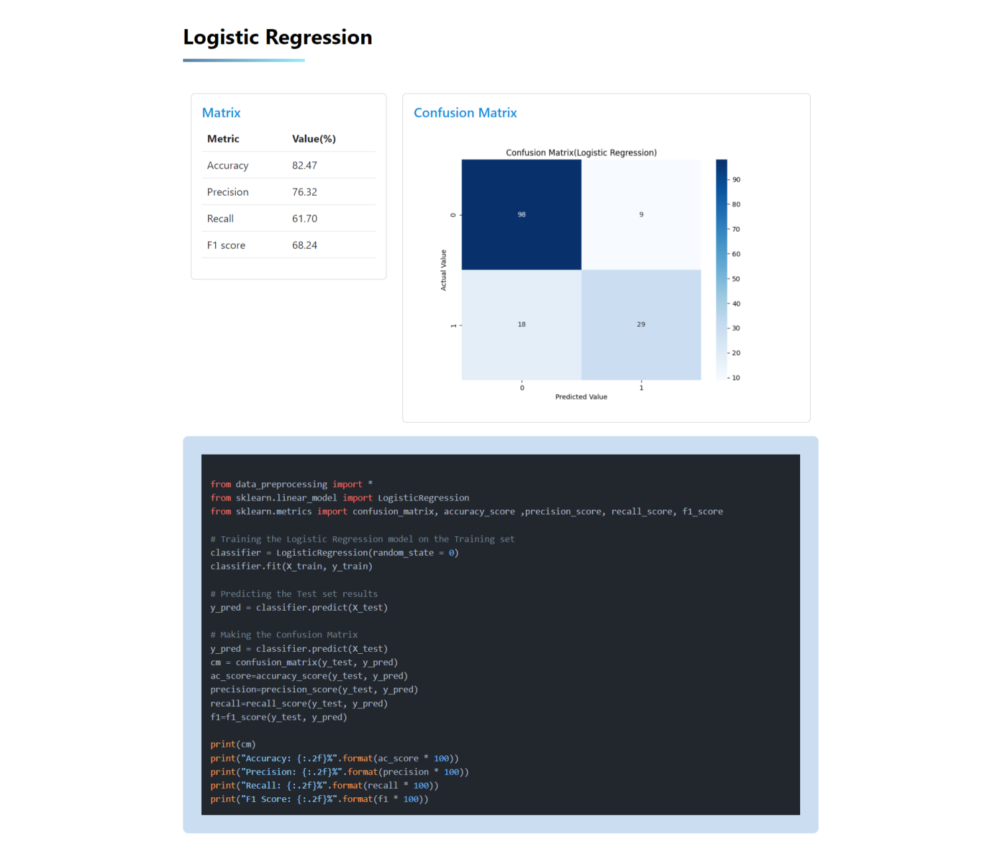 Logistic Regression
Matrix
Metric Value(%)
Accuracy 82.47
Precision 76.32
Recall 61.70
F1 score 68.24
Confusion Matrix
Confusion Matrix(Logistic Regression)
98 9
18 29
0
1
Actual Value
0 1
Predicted Value
90
80
70
60
50
40
30
20
10
from data_preprocessing import *
from sklearn.linear_model import LogisticRegression
from sklearn.metrics import confusion_matrix, accuracy_score ,precision_score, recall_score, f1_score
# Training the Logistic Regression model on the Training set
classifier = LogisticRegression(random_state = 0)
classifier.fit(X_train, y_train)
# Predicting the Test set results
y_pred = classifier.predict(X_test)
# Making the Confusion Matrix
y_pred = classifier.predict(X_test)
cm = confusion_matrix(y_test, y_pred)
ac_score=accuracy_score(y_test, y_pred)
precision=precision_score(y_test, y_pred)
recall=recall_score(y_test, y_pred)
f1=f1_score(y_test, y_pred)
print(cm)
print("Accuracy: {:.2f}%".format(ac_score * 100))
print("Precision: {:.2f}%".format(precision * 100))
print("Recall: {:.2f}%".format(recall * 100))
print("F1 Score: {:.2f}%".format(f1 * 100))